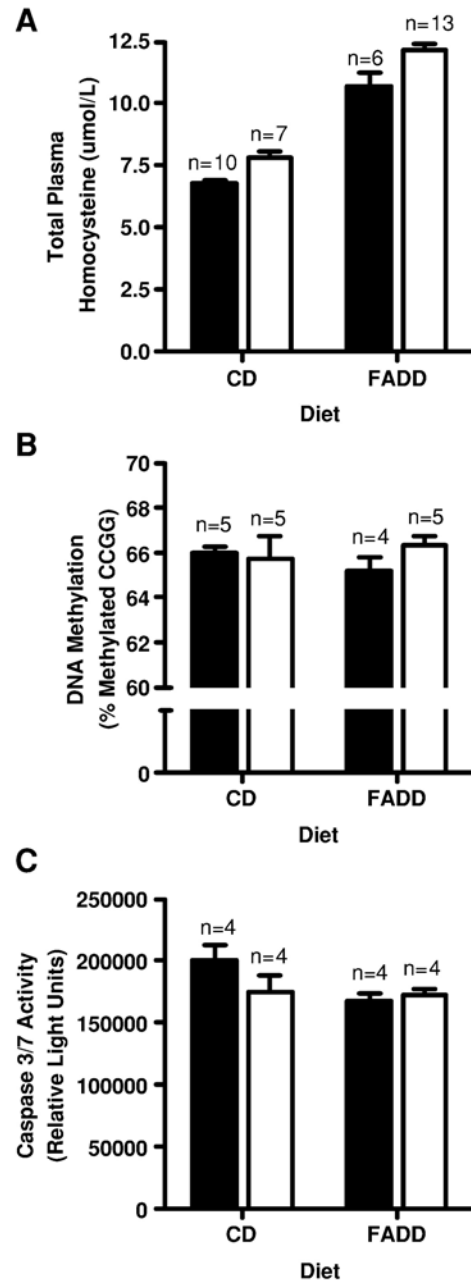 A
Total Plasma
Homocysteine (umol/L)
12.5
10.0
7.5
5.0
2.5
0.0
n=10
n=7
n=6
n=13
CD
FADD
Diet
B
DNA Methylation
(% Methylated CCGG)
70
68
66
64
62
60
0
n=5
n=5
n=4
n=5
CD
FADD
Diet
C
Caspase 3/7 Activity
(Relative Light Units)
250000
200000
150000
100000
50000
0
n=4
n=4
n=4
n=4
CD
FADD
Diet